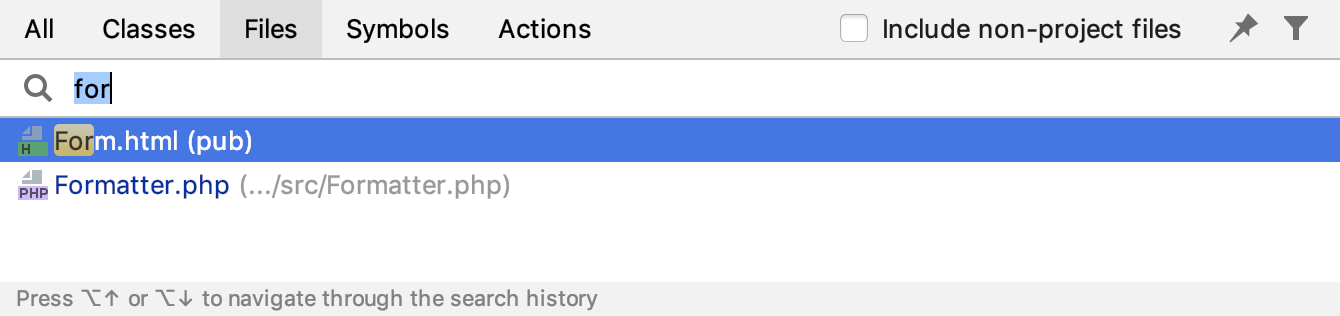 All Classes Files Symbols Actions Include non-project files
for
H Form.html (pub)
PHP Formatter.php (.../src/Formatter.php)
Press ⌥↑ or ⌥↓ to navigate through the search history